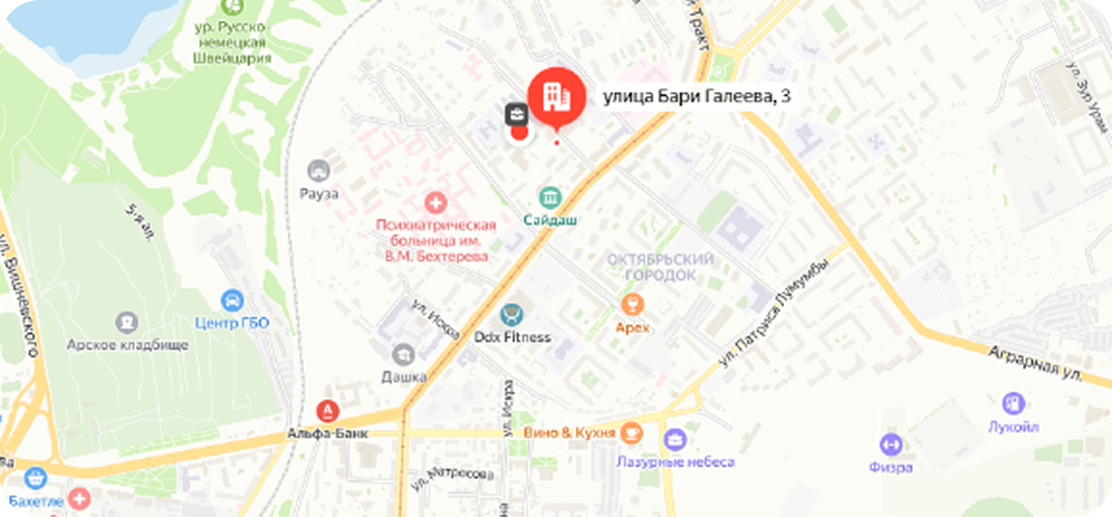 ур. Русско-
немецкая
Швейцария
Тракт
улица Бари Галеева, 3
ул. Зур Урам
Рауза
5-я ал.
Психиатрическая
больница им.
В.М. Бехтерева
Сайдаш
ул. Вишневского
ОКТЯБРЬСКИЙ
ГОРОДОК
Центр ГБО
Арское кладбище
ул. Искра
Ddx Fitness
Арех
ул. Патриса Лумумбы
Дашка
Аграрная ул.
А
Альфа-Банк
ул. Искра
Вино & Кухня
Лазурные небеса
Лукойл
Физра
ул. Матросова
Бахетле